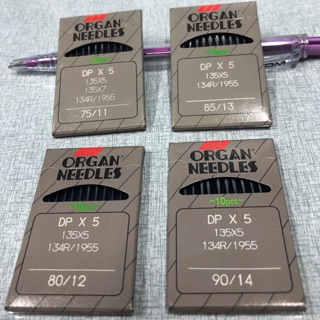 ORGAN
NEEDLES
DP X 5
135X5
135X7
134R/1955
75/11
ORGAN
NEEDLES
DP X 5
135X5
134R/1955
85/13
ORGAN
NEEDLES
DP X 5
135X5
134R/1955
80/12
ORGAN
NEEDLES
-10pcs-
DP X 5
135X5
134R/1955
90/14